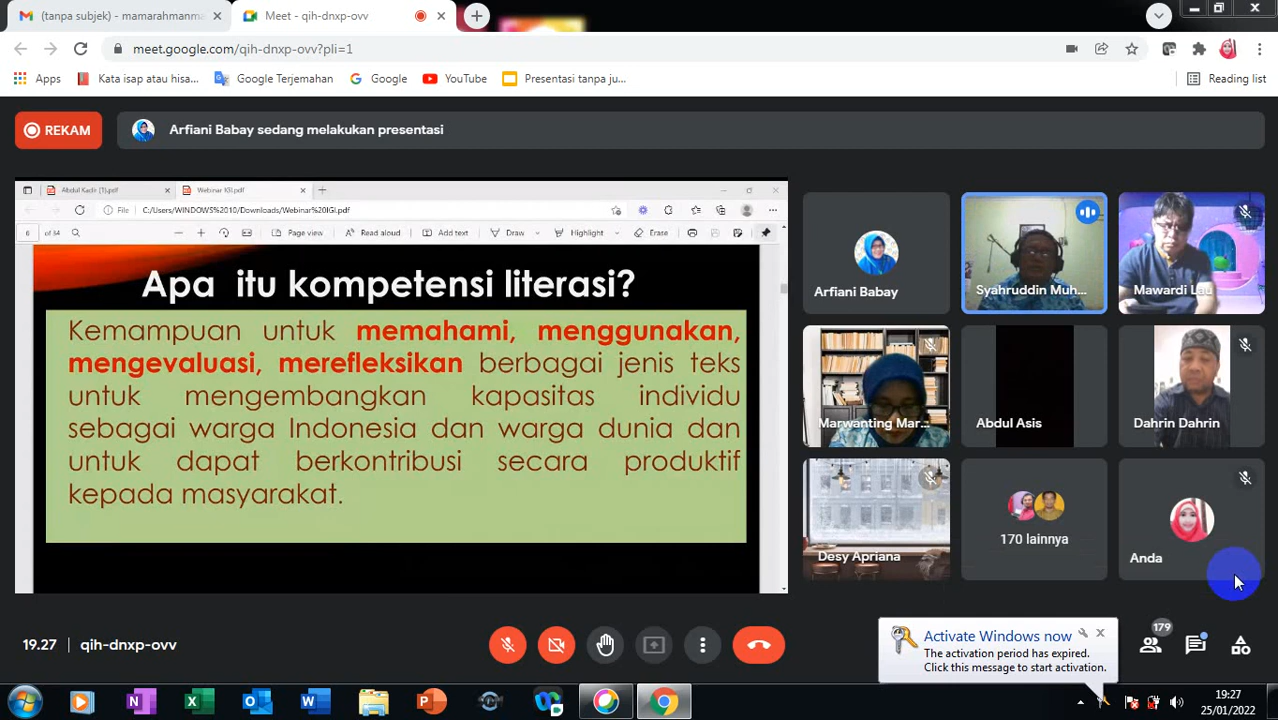 (tanpa subjek) - mamarahmanma
Meet - qih-dnxp-ovv
meet.google.com/qih-dnxp-ovv?pli=1
Apps
Kata isap atau hisa...
Google Terjemahan
Google
YouTube
Presentasi tanpa ju...
Reading list
REKAM
Arfiani Babay sedang melakukan presentasi
Abdul Kadir (1).pdf
Webinar IGI.pdf
File
C:/Users/WINDOWS%2010/Downloads/Webinar%20IGI.pdf
6 of 34
Page view
Read aloud
Add text
Draw
Highlight
Erase
Apa itu kompetensi literasi?
Kemampuan untuk memahami, menggunakan,
mengevaluasi, merefleksikan berbagai jenis teks
untuk mengembangkan kapasitas individu
sebagai warga Indonesia dan warga dunia dan
untuk dapat berkontribusi secara produktif
kepada masyarakat.
Arfiani Babay
Syahruddin Muh...
Mawardi Lau
Marwanting Mar...
Abdul Asis
Dahrin Dahrin
Desy Apriana
170 lainnya
Anda
19.27 | qih-dnxp-ovv
179
Activate Windows now
The activation period has expired.
Click this message to start activation.
19:27
25/01/2022